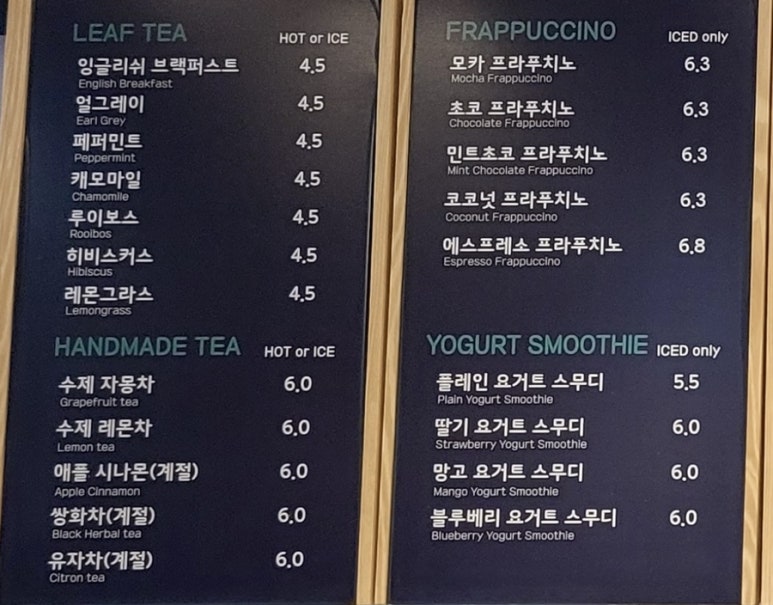 LEAF TEA HOT or ICE
잉글리쉬 브랙퍼스트 4.5
English Breakfast
얼그레이 4.5
Earl Grey
페퍼민트 4.5
Peppermint
캐모마일 4.5
Chamomile
루이보스 4.5
Rooibos
히비스커스 4.5
Hibiscus
레몬그라스 4.5
Lemongrass
HANDMADE TEA HOT or ICE
수제 자몽차 6.0
Grapefruit tea
수제 레몬차 6.0
Lemon tea
애플 시나몬(계절) 6.0
Apple Cinnamon
쌍화차(계절) 6.0
Black Herbal tea
유자차(계절) 6.0
Citron tea
FRAPPUCCINO ICED only
모카 프라푸치노 6.3
Mocha Frappuccino
초코 프라푸치노 6.3
Chocolate Frappuccino
민트초코 프라푸치노 6.3
Mint Chocolate Frappuccino
코코넛 프라푸치노 6.3
Coconut Frappuccino
에스프레소 프라푸치노 6.8
Espresso Frappuccino
YOGURT SMOOTHIE ICED only
플레인 요거트 스무디 5.5
Plain Yogurt Smoothie
딸기 요거트 스무디 6.0
Strawberry Yogurt Smoothie
망고 요거트 스무디 6.0
Mango Yogurt Smoothie
블루베리 요거트 스무디 6.0
Blueberry Yogurt Smoothie